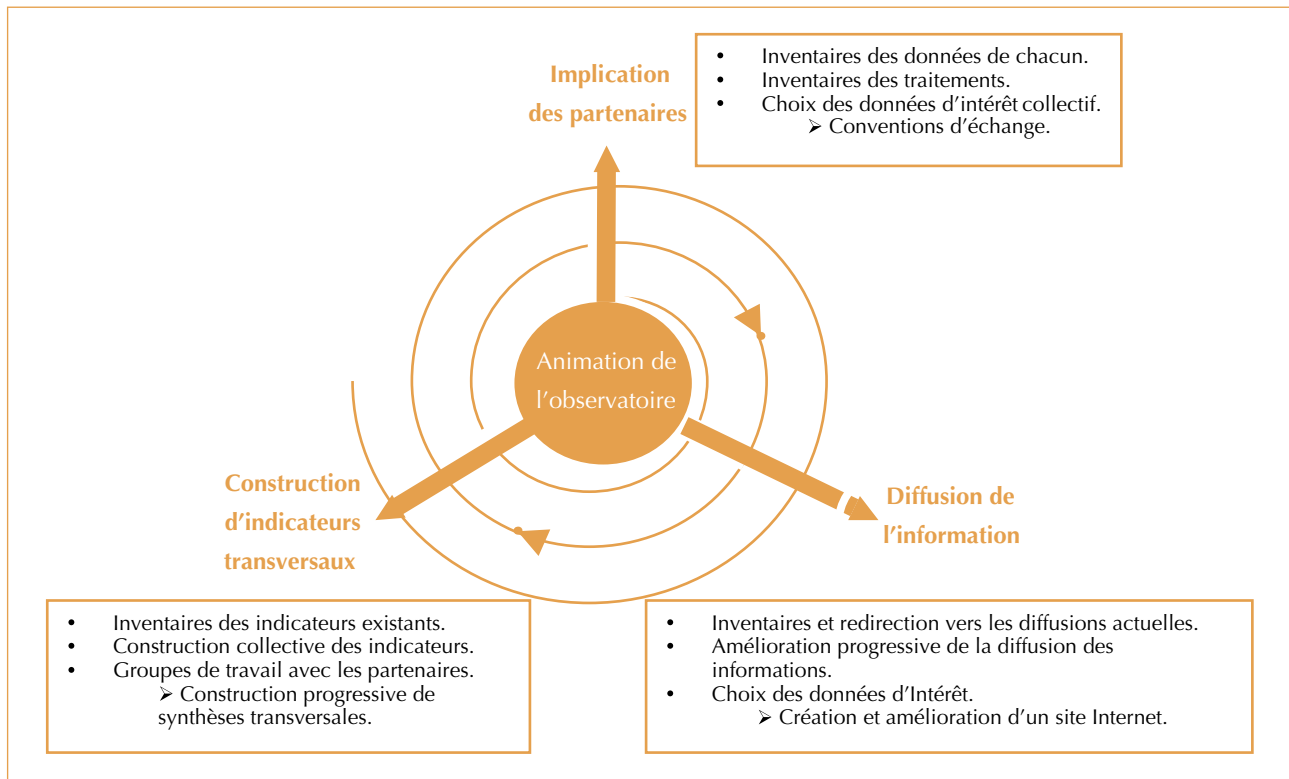 Implication
des partenaires
• Inventaires des données de chacun.
• Inventaires des traitements.
• Choix des données d'intérêt collectif.
➢ Conventions d'échange.
Animation de
l'observatoire
Construction
d'indicateurs
transversaux
Diffusion de
l'information
• Inventaires des indicateurs existants.
• Construction collective des indicateurs.
• Groupes de travail avec les partenaires.
➢ Construction progressive de
synthèses transversales.
• Inventaires et redirection vers les diffusions actuelles.
• Amélioration progressive de la diffusion des
informations.
• Choix des données d'Intérêt.
➢ Création et amélioration d'un site Internet.